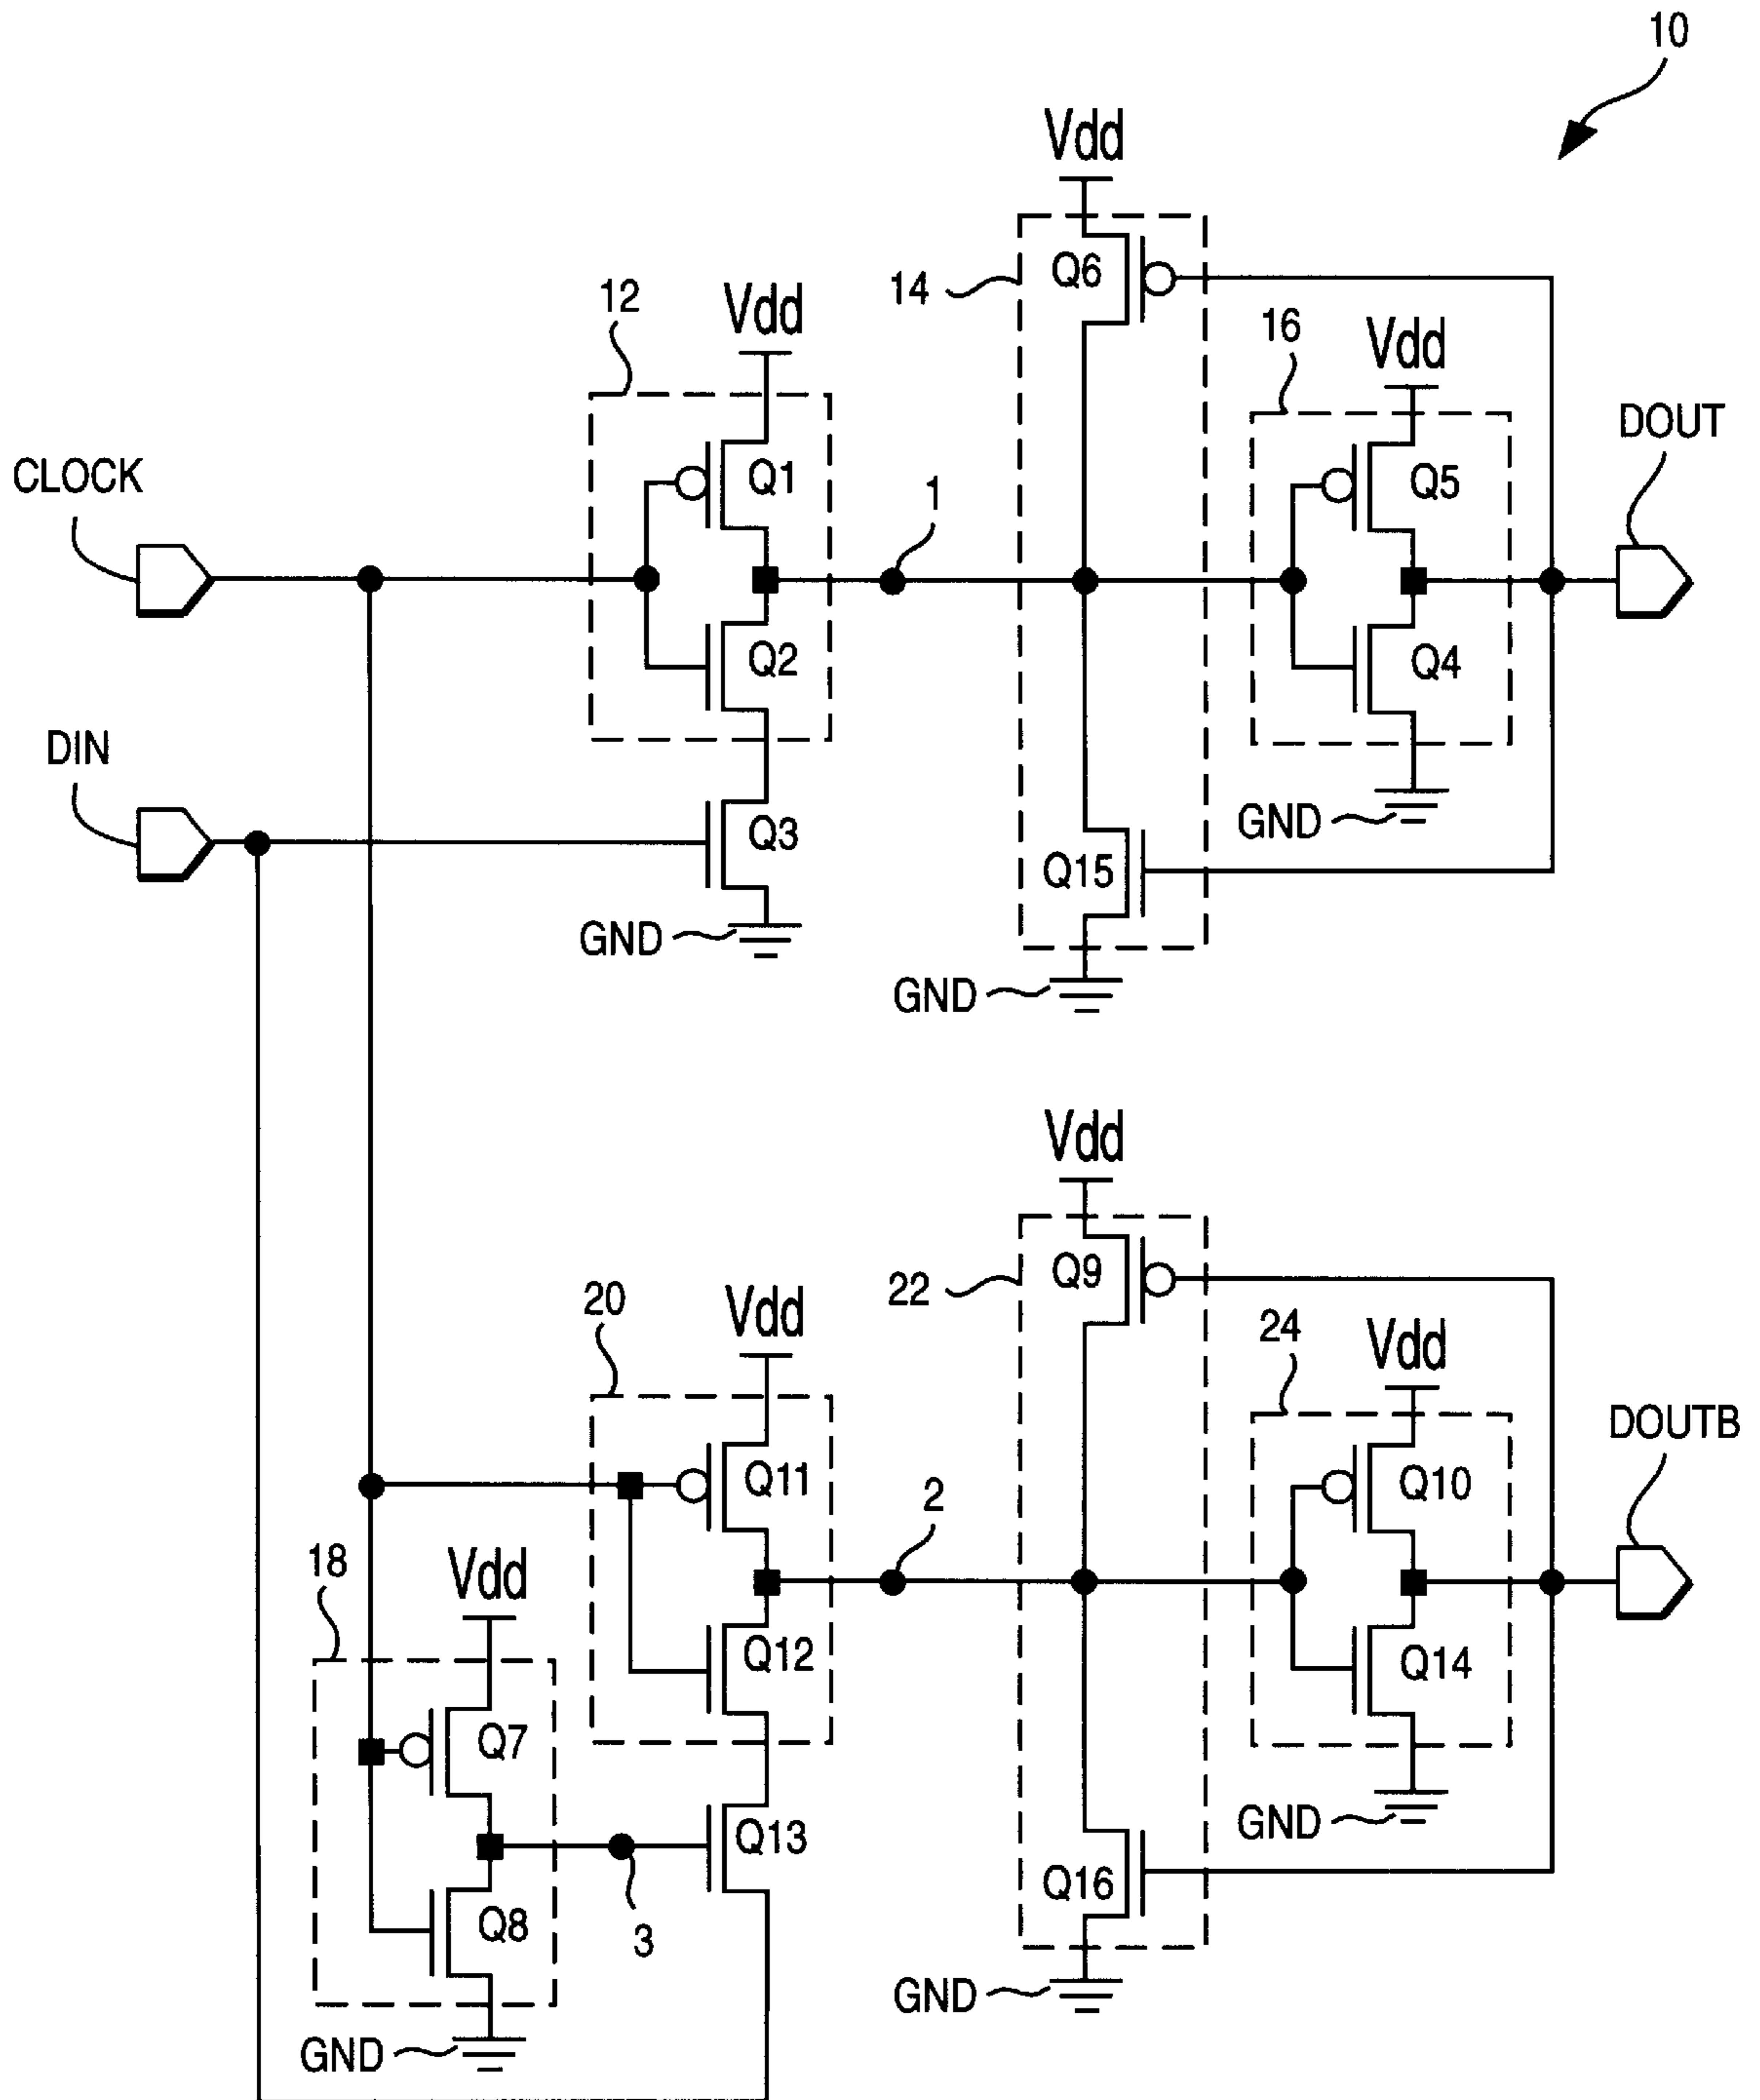 10
Vdd
Q6
14
12
Vdd
16
Vdd
DOUT
CLOCK
Q1
1
Q5
Q2
Q4
DIN
Q3
GND
Q15
GND
GND
Vdd
Q9
22
20
Vdd
24
Vdd
DOUTB
Q11
2
Q10
18
Vdd
Q12
Q14
Q7
Q13
GND
Q16
Q8
3
GND
GND